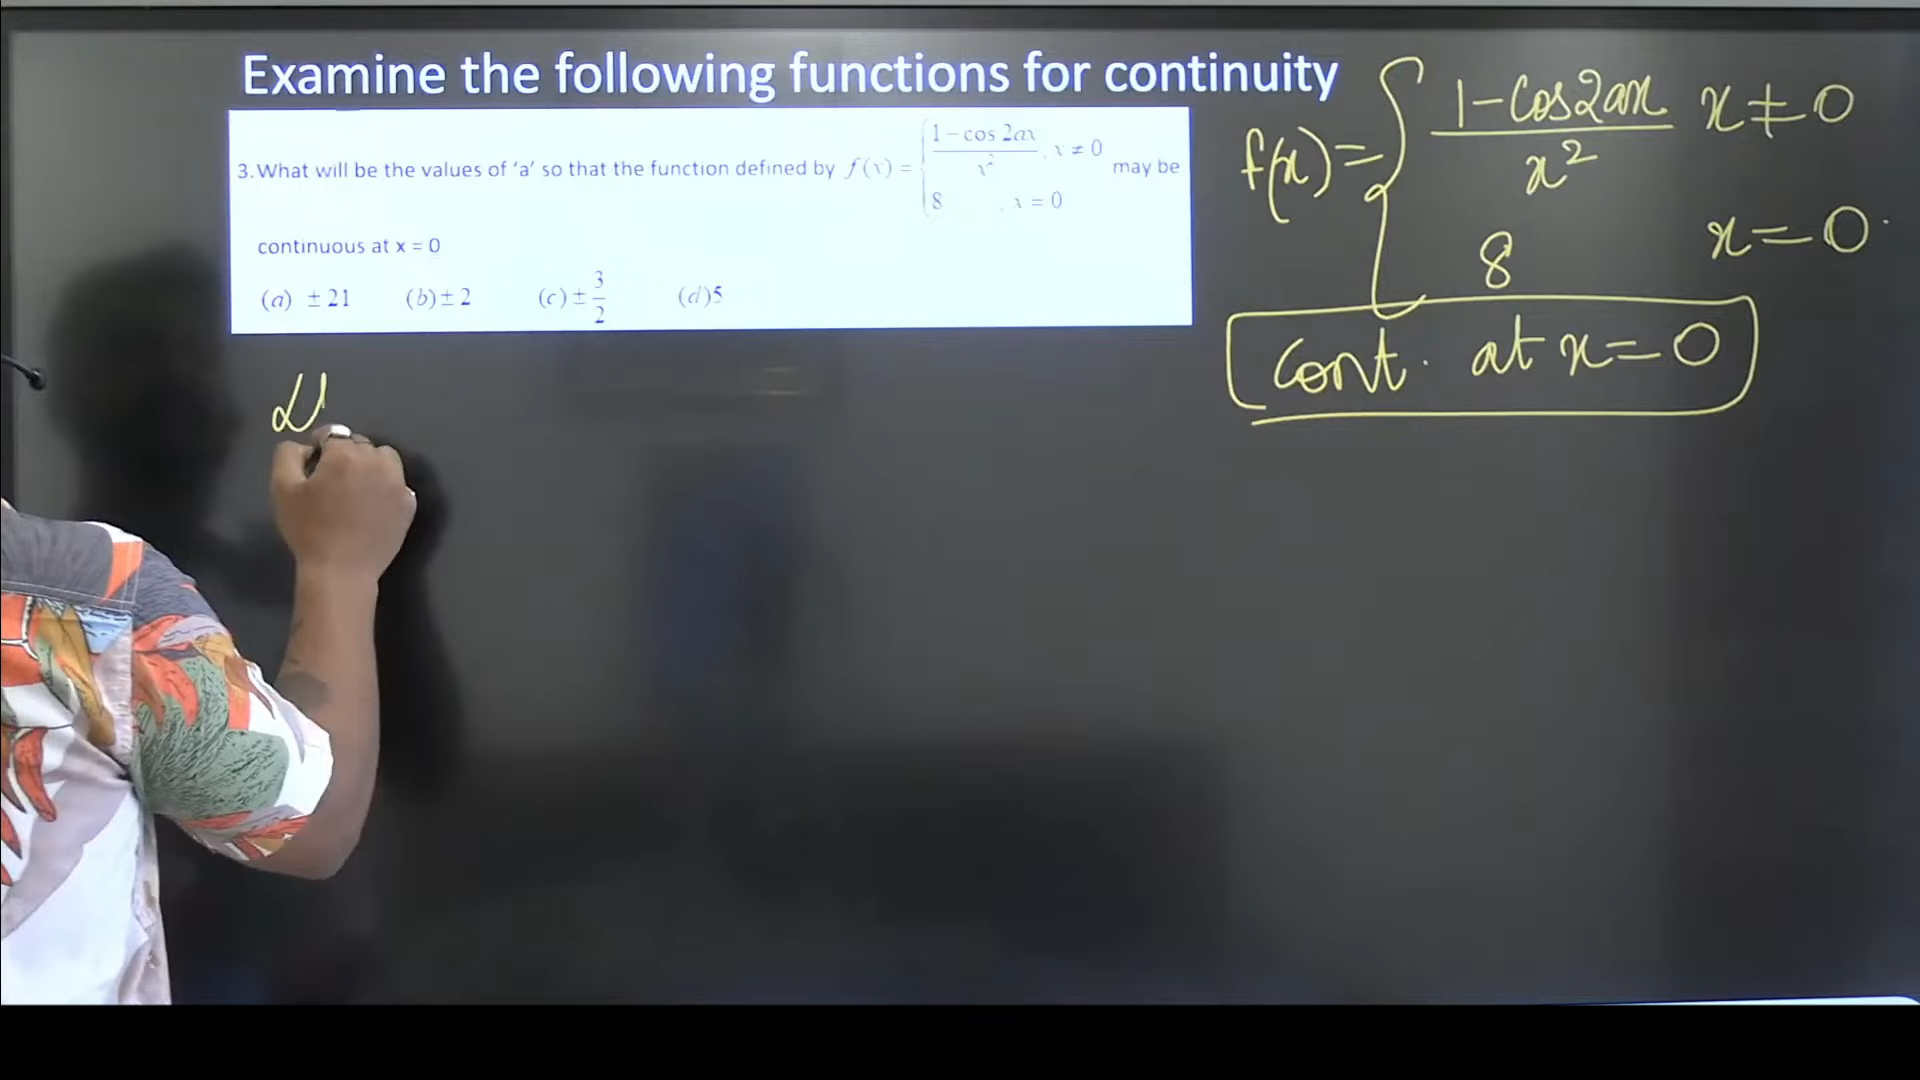 Examine the following functions for continuity
3. What will be the values of ‘a’ so that the function defined by f(x) = { (1 − cos 2ax)/x², x ≠ 0 ; 8, x = 0 may be
continuous at x = 0
(a) ± 21 (b) ± 2 (c) ± 3/2 (d) 5
f(x) = { (1 − cos2ax)/x² x ≠ 0
8 x = 0
Cont. at x = 0